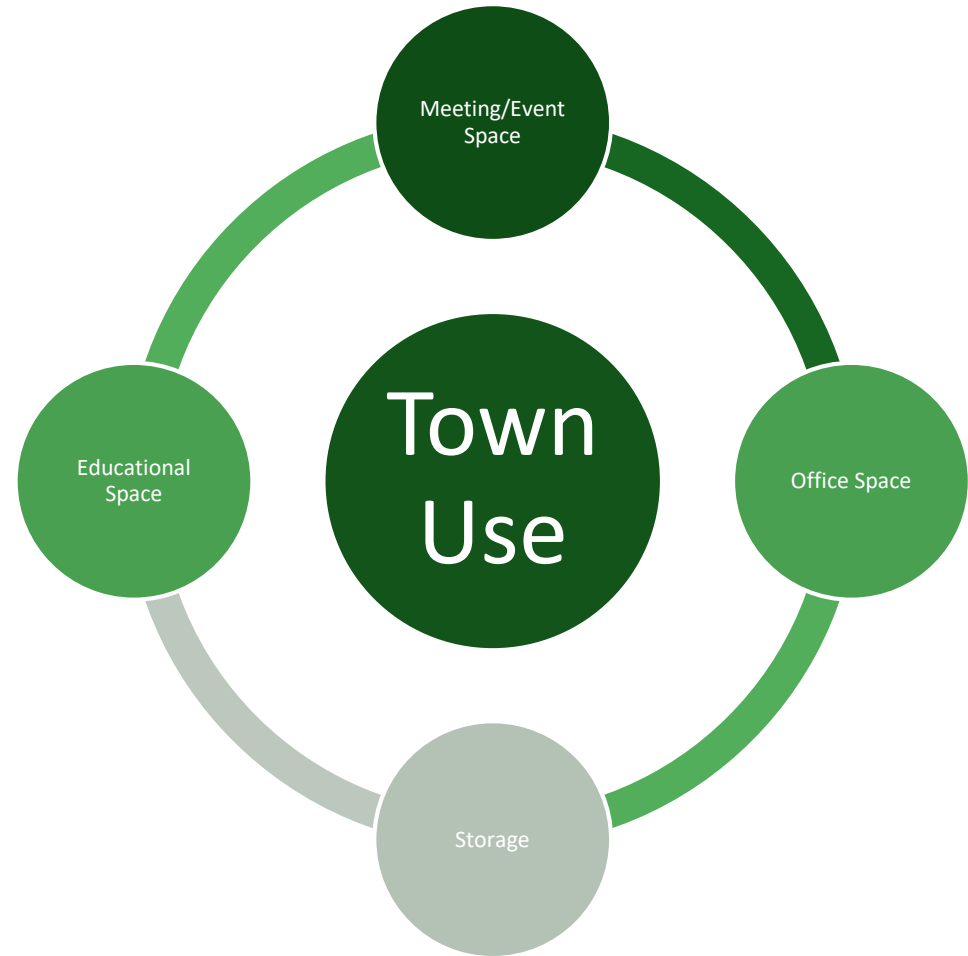 Meeting/Event
Space
Town
Use
Educational
Space
Office Space
Storage